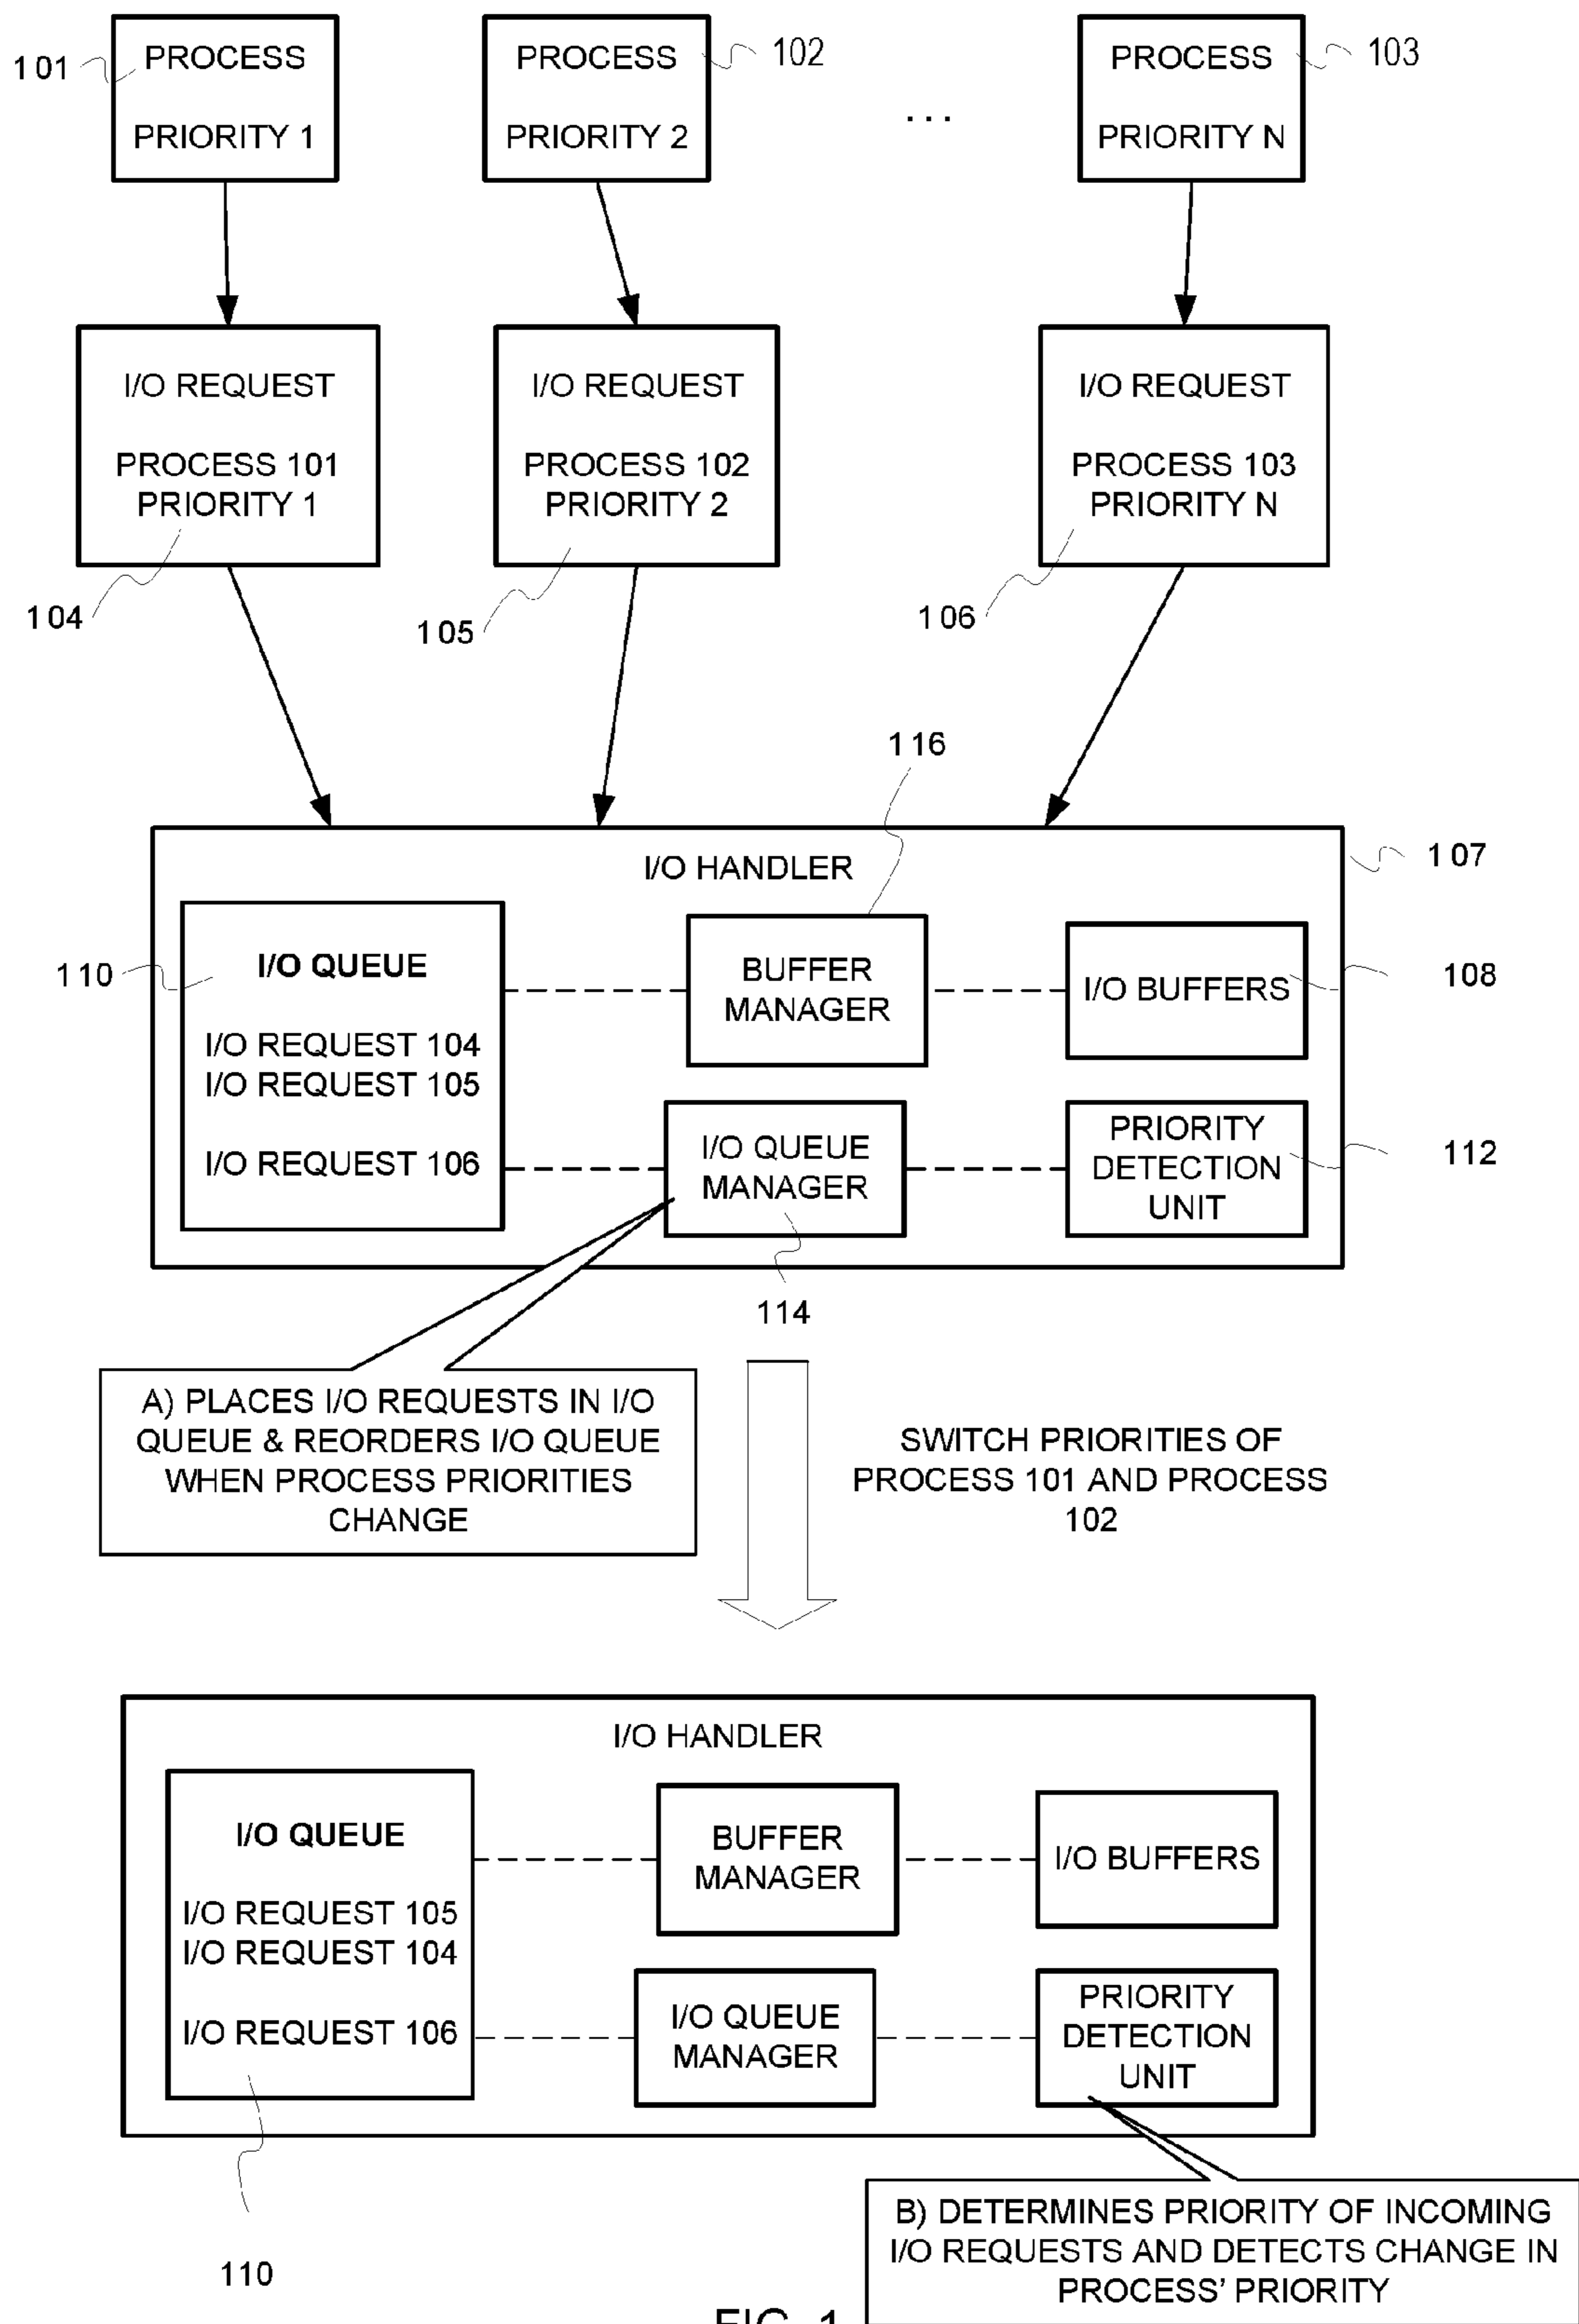 101
PROCESS
PRIORITY 1
PROCESS
PRIORITY 2
102
...
PROCESS
PRIORITY N
103
I/O REQUEST
PROCESS 101
PRIORITY 1
104
I/O REQUEST
PROCESS 102
PRIORITY 2
105
I/O REQUEST
PROCESS 103
PRIORITY N
106
116
I/O HANDLER
107
110
I/O QUEUE
I/O REQUEST 104
I/O REQUEST 105
I/O REQUEST 106
BUFFER
MANAGER
I/O BUFFERS
108
I/O QUEUE
MANAGER
PRIORITY
DETECTION
UNIT
112
114
A) PLACES I/O REQUESTS IN I/O
QUEUE & REORDERS I/O QUEUE
WHEN PROCESS PRIORITIES
CHANGE
SWITCH PRIORITIES OF
PROCESS 101 AND PROCESS
102
I/O HANDLER
I/O QUEUE
I/O REQUEST 105
I/O REQUEST 104
I/O REQUEST 106
BUFFER
MANAGER
I/O BUFFERS
I/O QUEUE
MANAGER
PRIORITY
DETECTION
UNIT
110
B) DETERMINES PRIORITY OF INCOMING
I/O REQUESTS AND DETECTS CHANGE IN
PROCESS' PRIORITY
FIG. 1